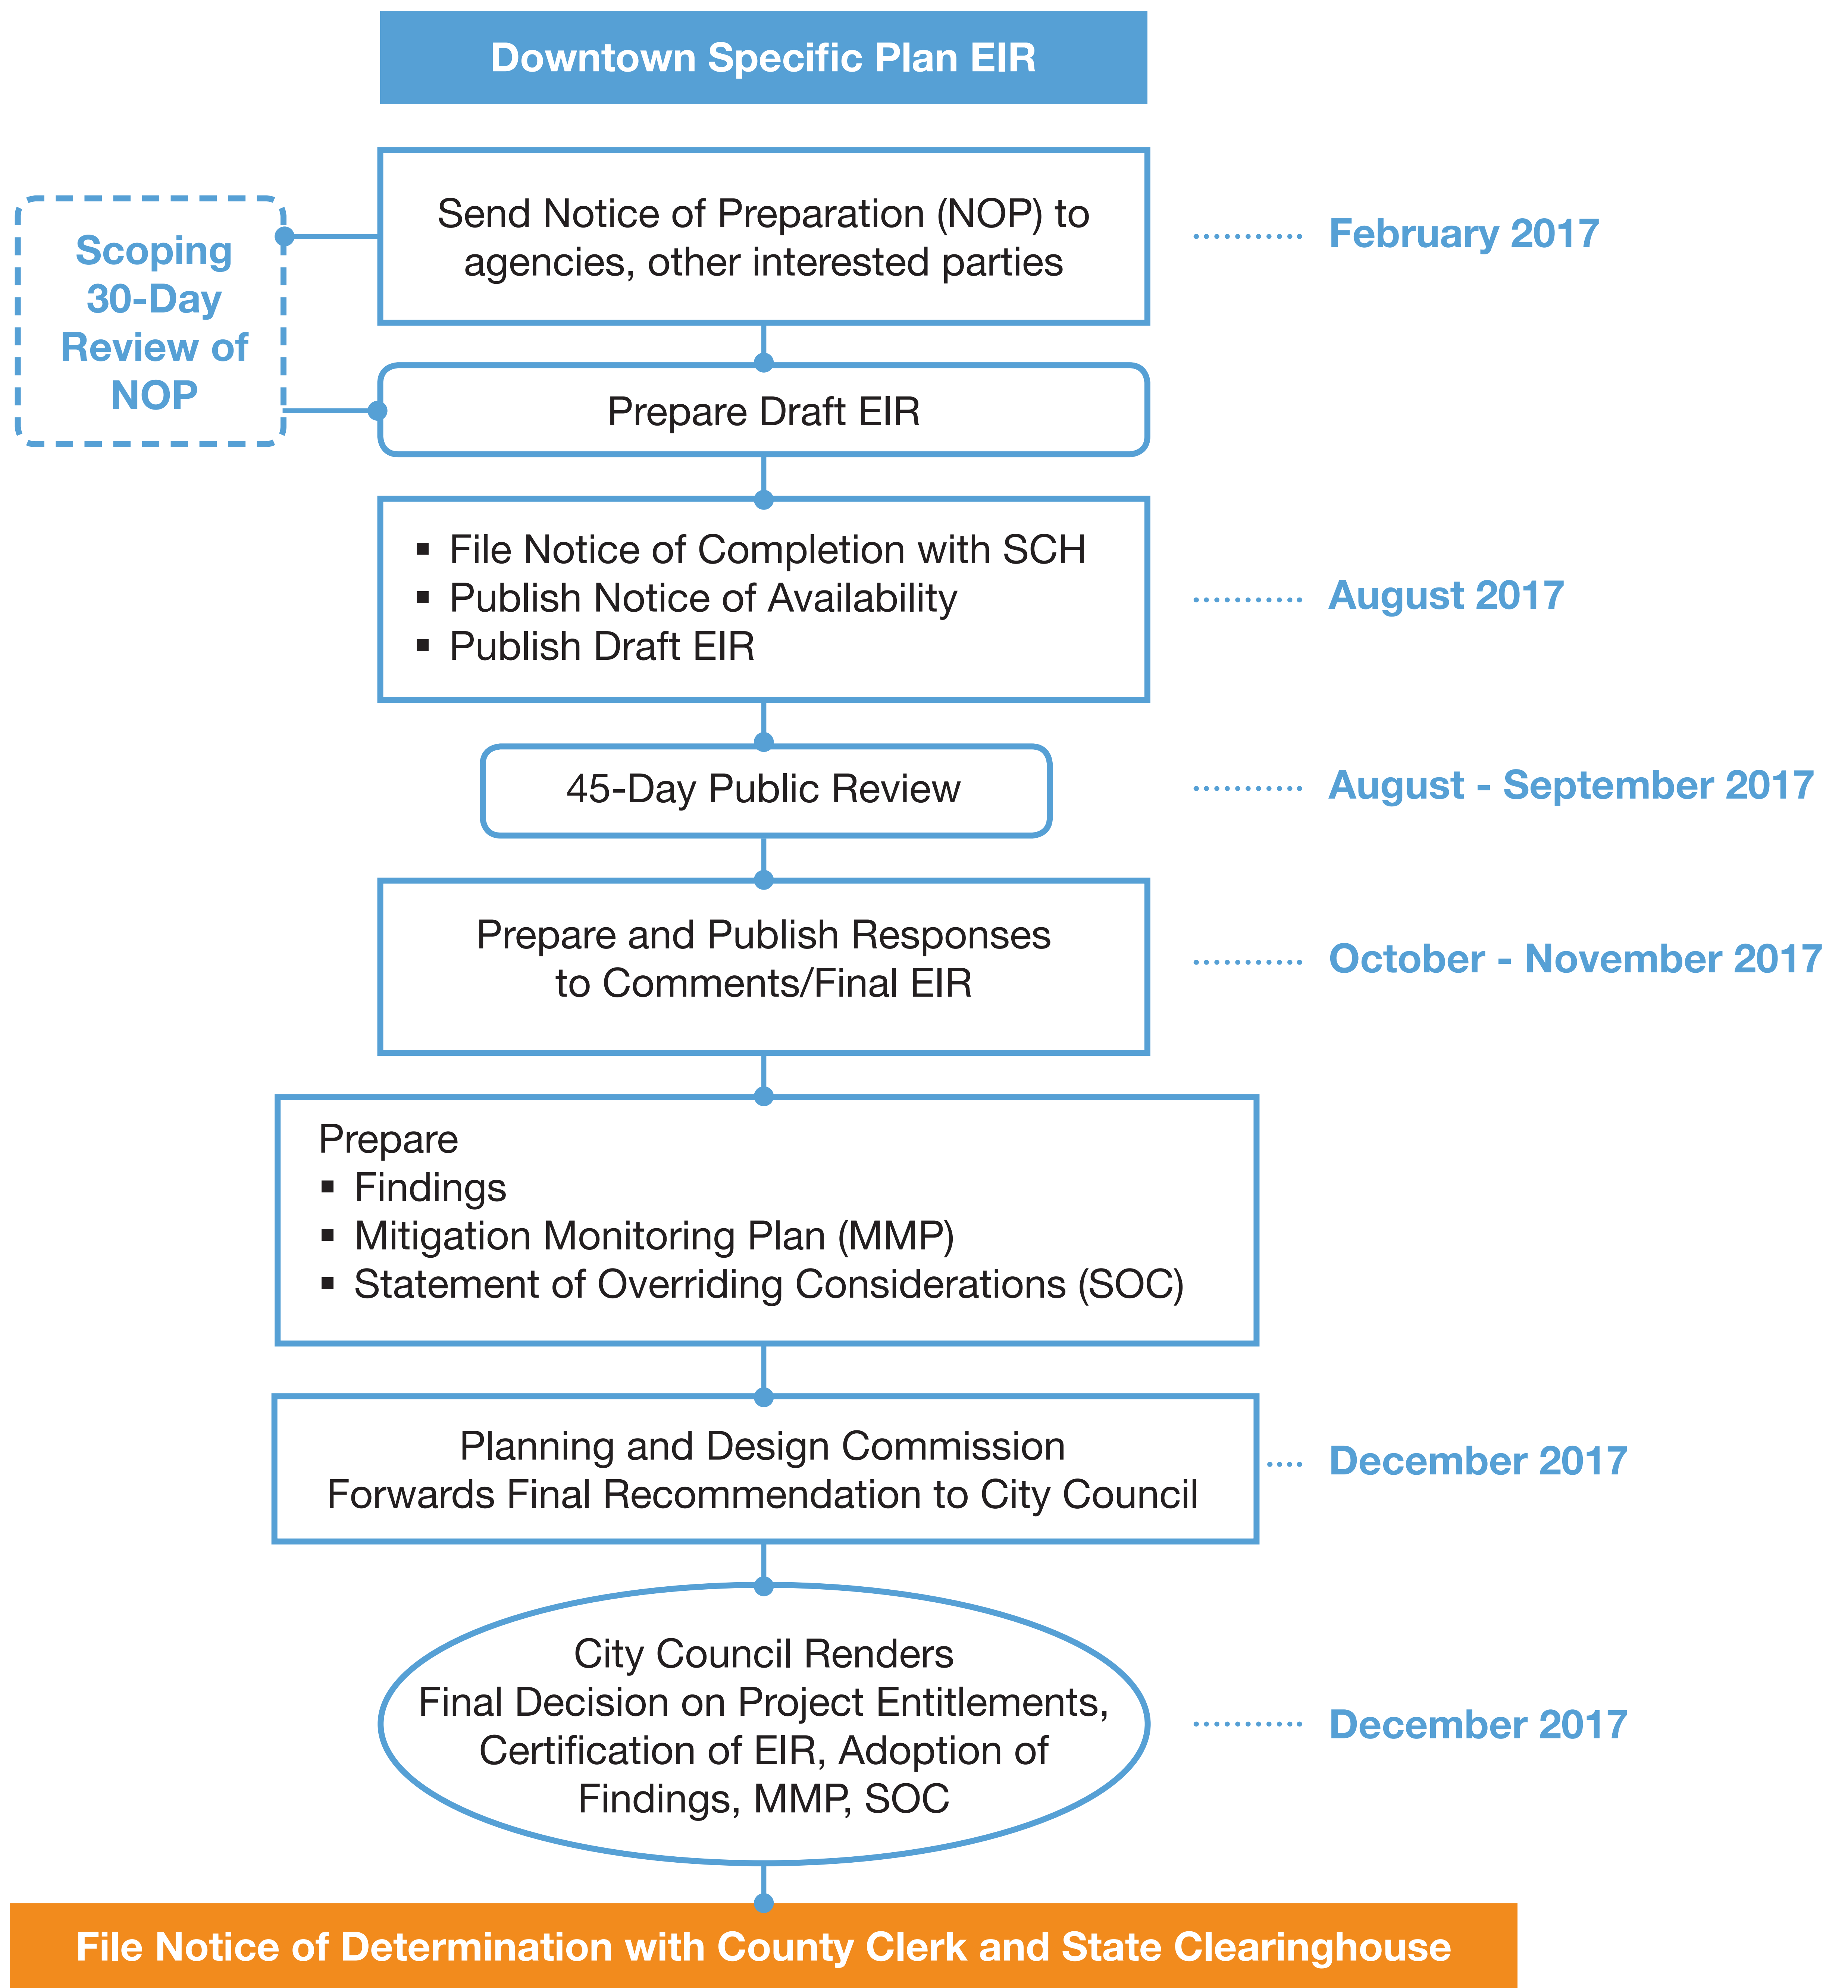 Downtown Specific Plan EIR
Send Notice of Preparation (NOP) to
agencies, other interested parties
February 2017
Scoping
30-Day
Review of
NOP
Prepare Draft EIR
▪ File Notice of Completion with SCH
▪ Publish Notice of Availability
▪ Publish Draft EIR
August 2017
45-Day Public Review
August - September 2017
Prepare and Publish Responses
to Comments/Final EIR
October - November 2017
Prepare
▪ Findings
▪ Mitigation Monitoring Plan (MMP)
▪ Statement of Overriding Considerations (SOC)
Planning and Design Commission
Forwards Final Recommendation to City Council
December 2017
City Council Renders
Final Decision on Project Entitlements,
Certification of EIR, Adoption of
Findings, MMP, SOC
December 2017
File Notice of Determination with County Clerk and State Clearinghouse